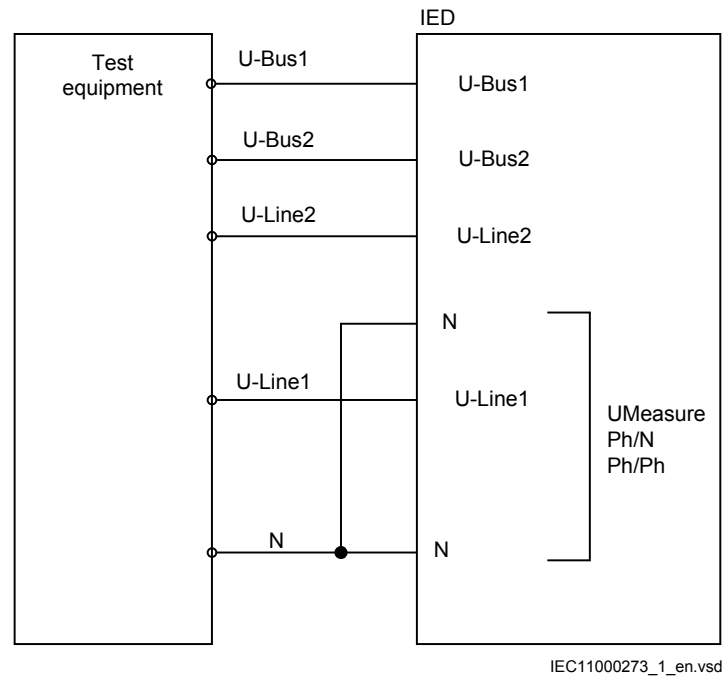 IED
Test
equipment
U-Bus1
U-Bus1
U-Bus2
U-Bus2
U-Line2
U-Line2
N
U-Line1
U-Line1
UMeasure
Ph/N
Ph/Ph
N
N
IEC11000273_1_en.vsd